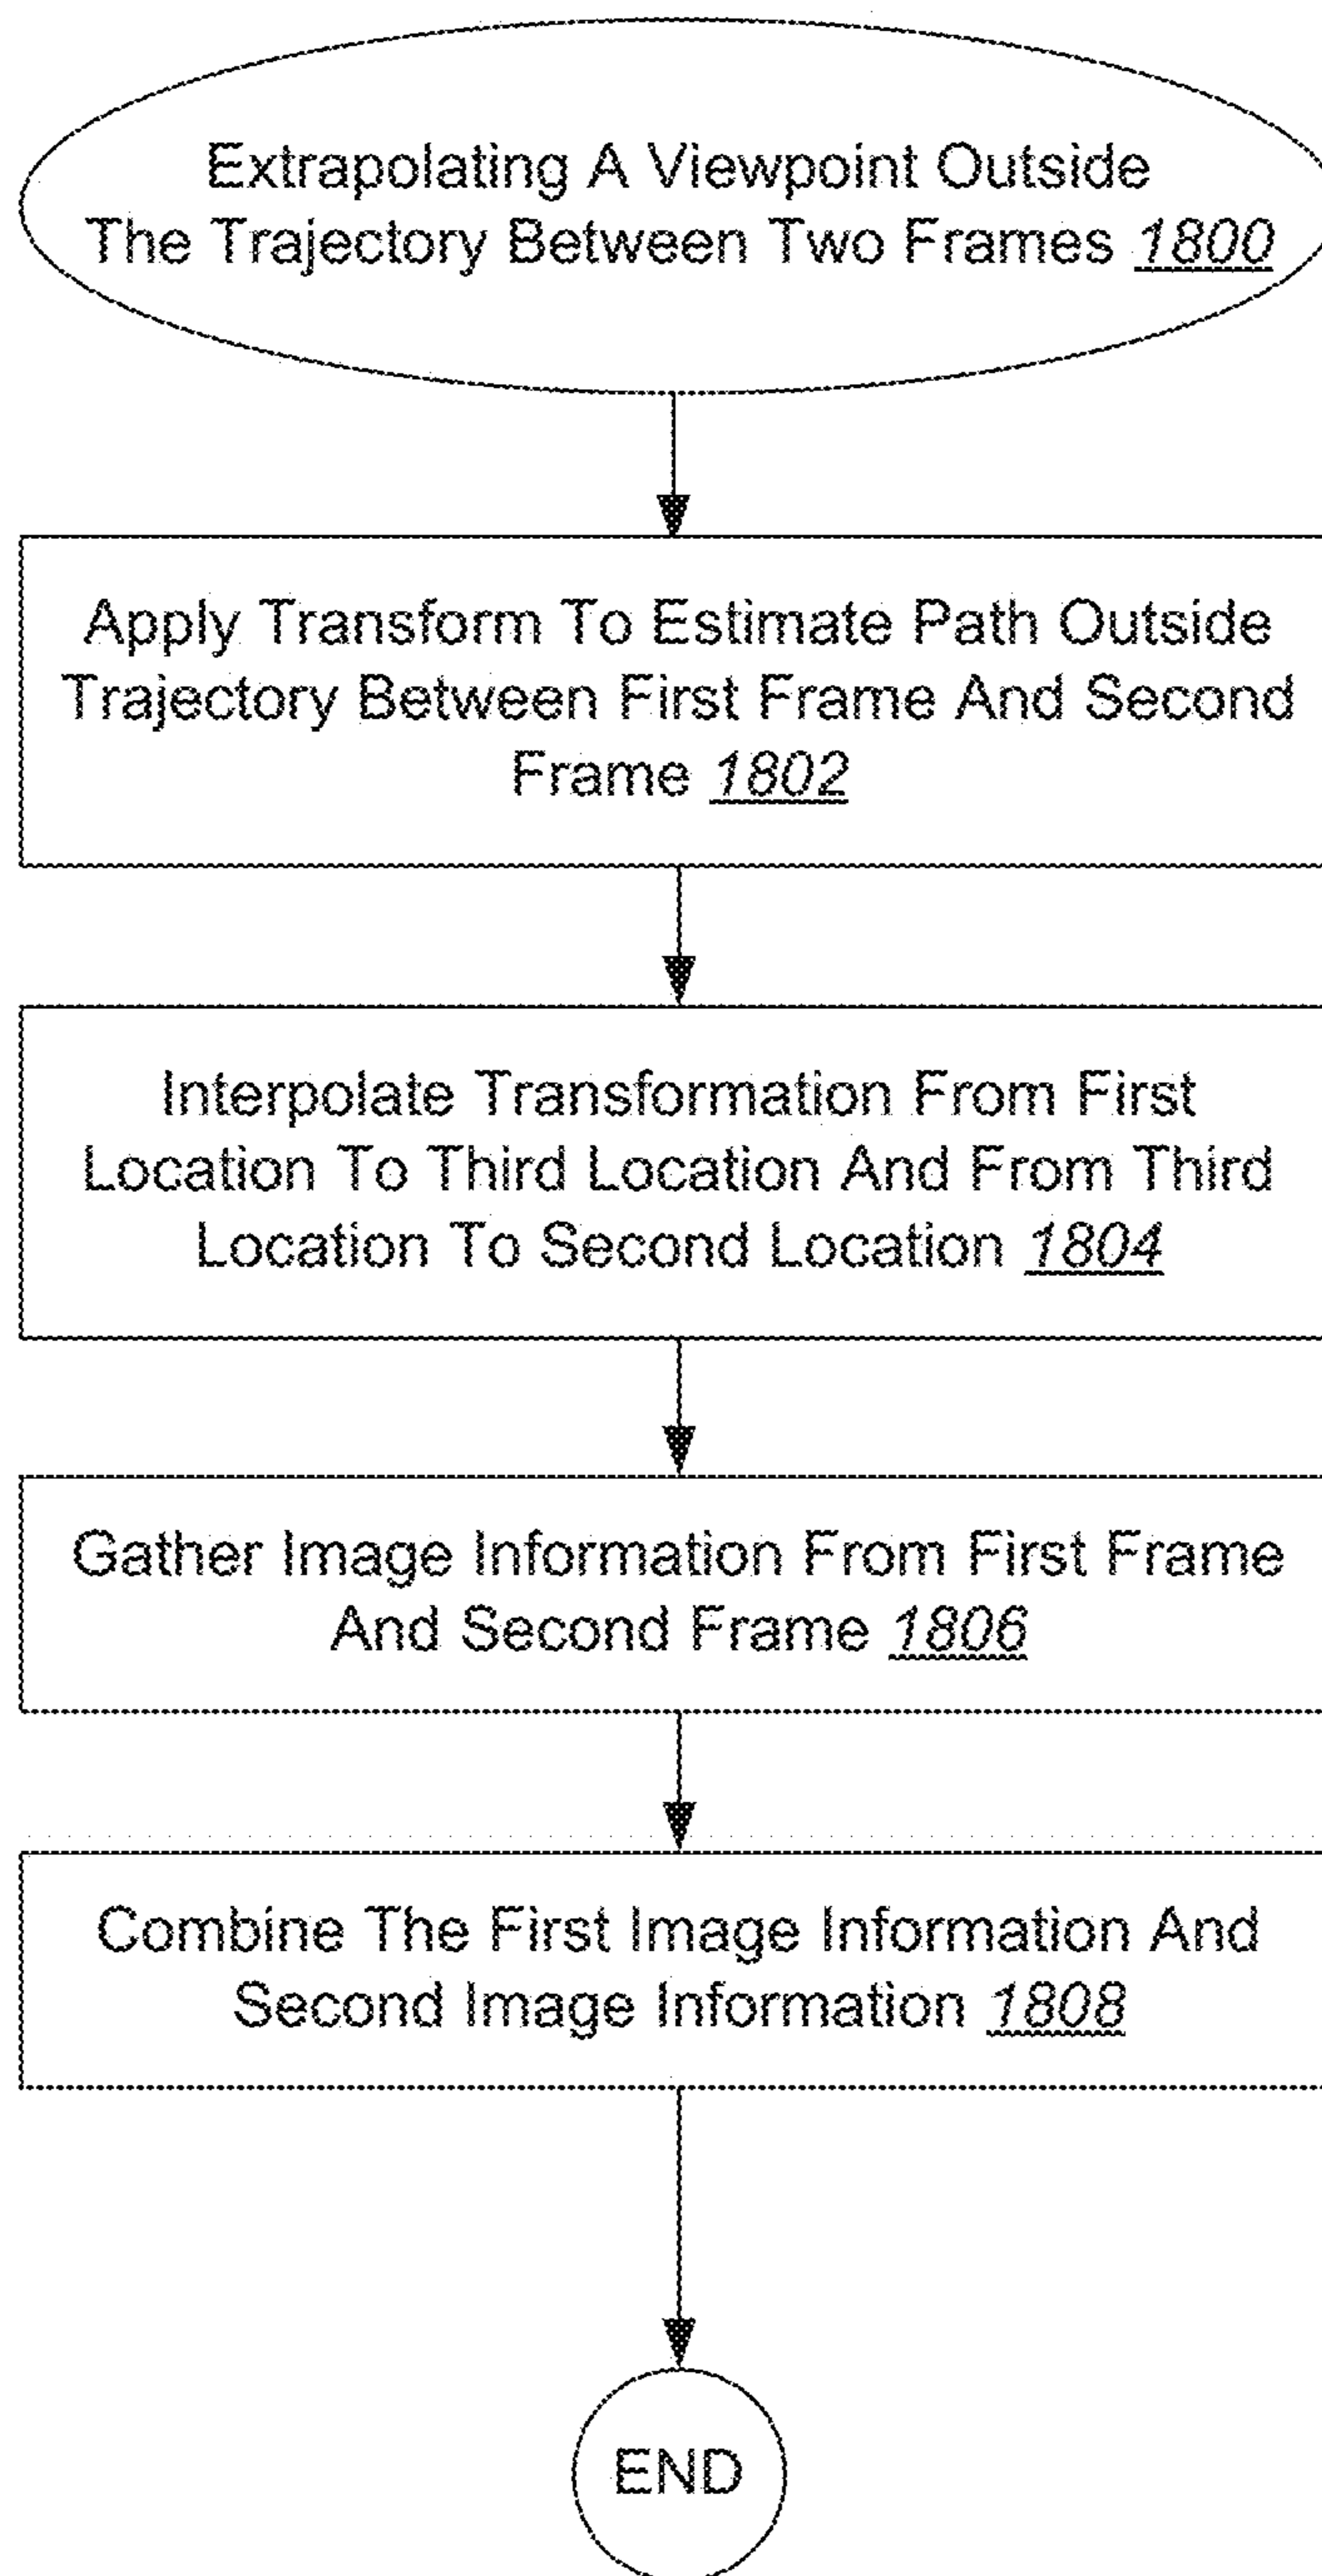 Extrapolating A Viewpoint Outside
The Trajectory Between Two Frames 1800
Apply Transform To Estimate Path Outside
Trajectory Between First Frame And Second
Frame 1802
Interpolate Transformation From First
Location To Third Location And From Third
Location To Second Location 1804
Gather Image Information From First Frame
And Second Frame 1806
Combine The First Image Information And
Second Image Information 1808
END